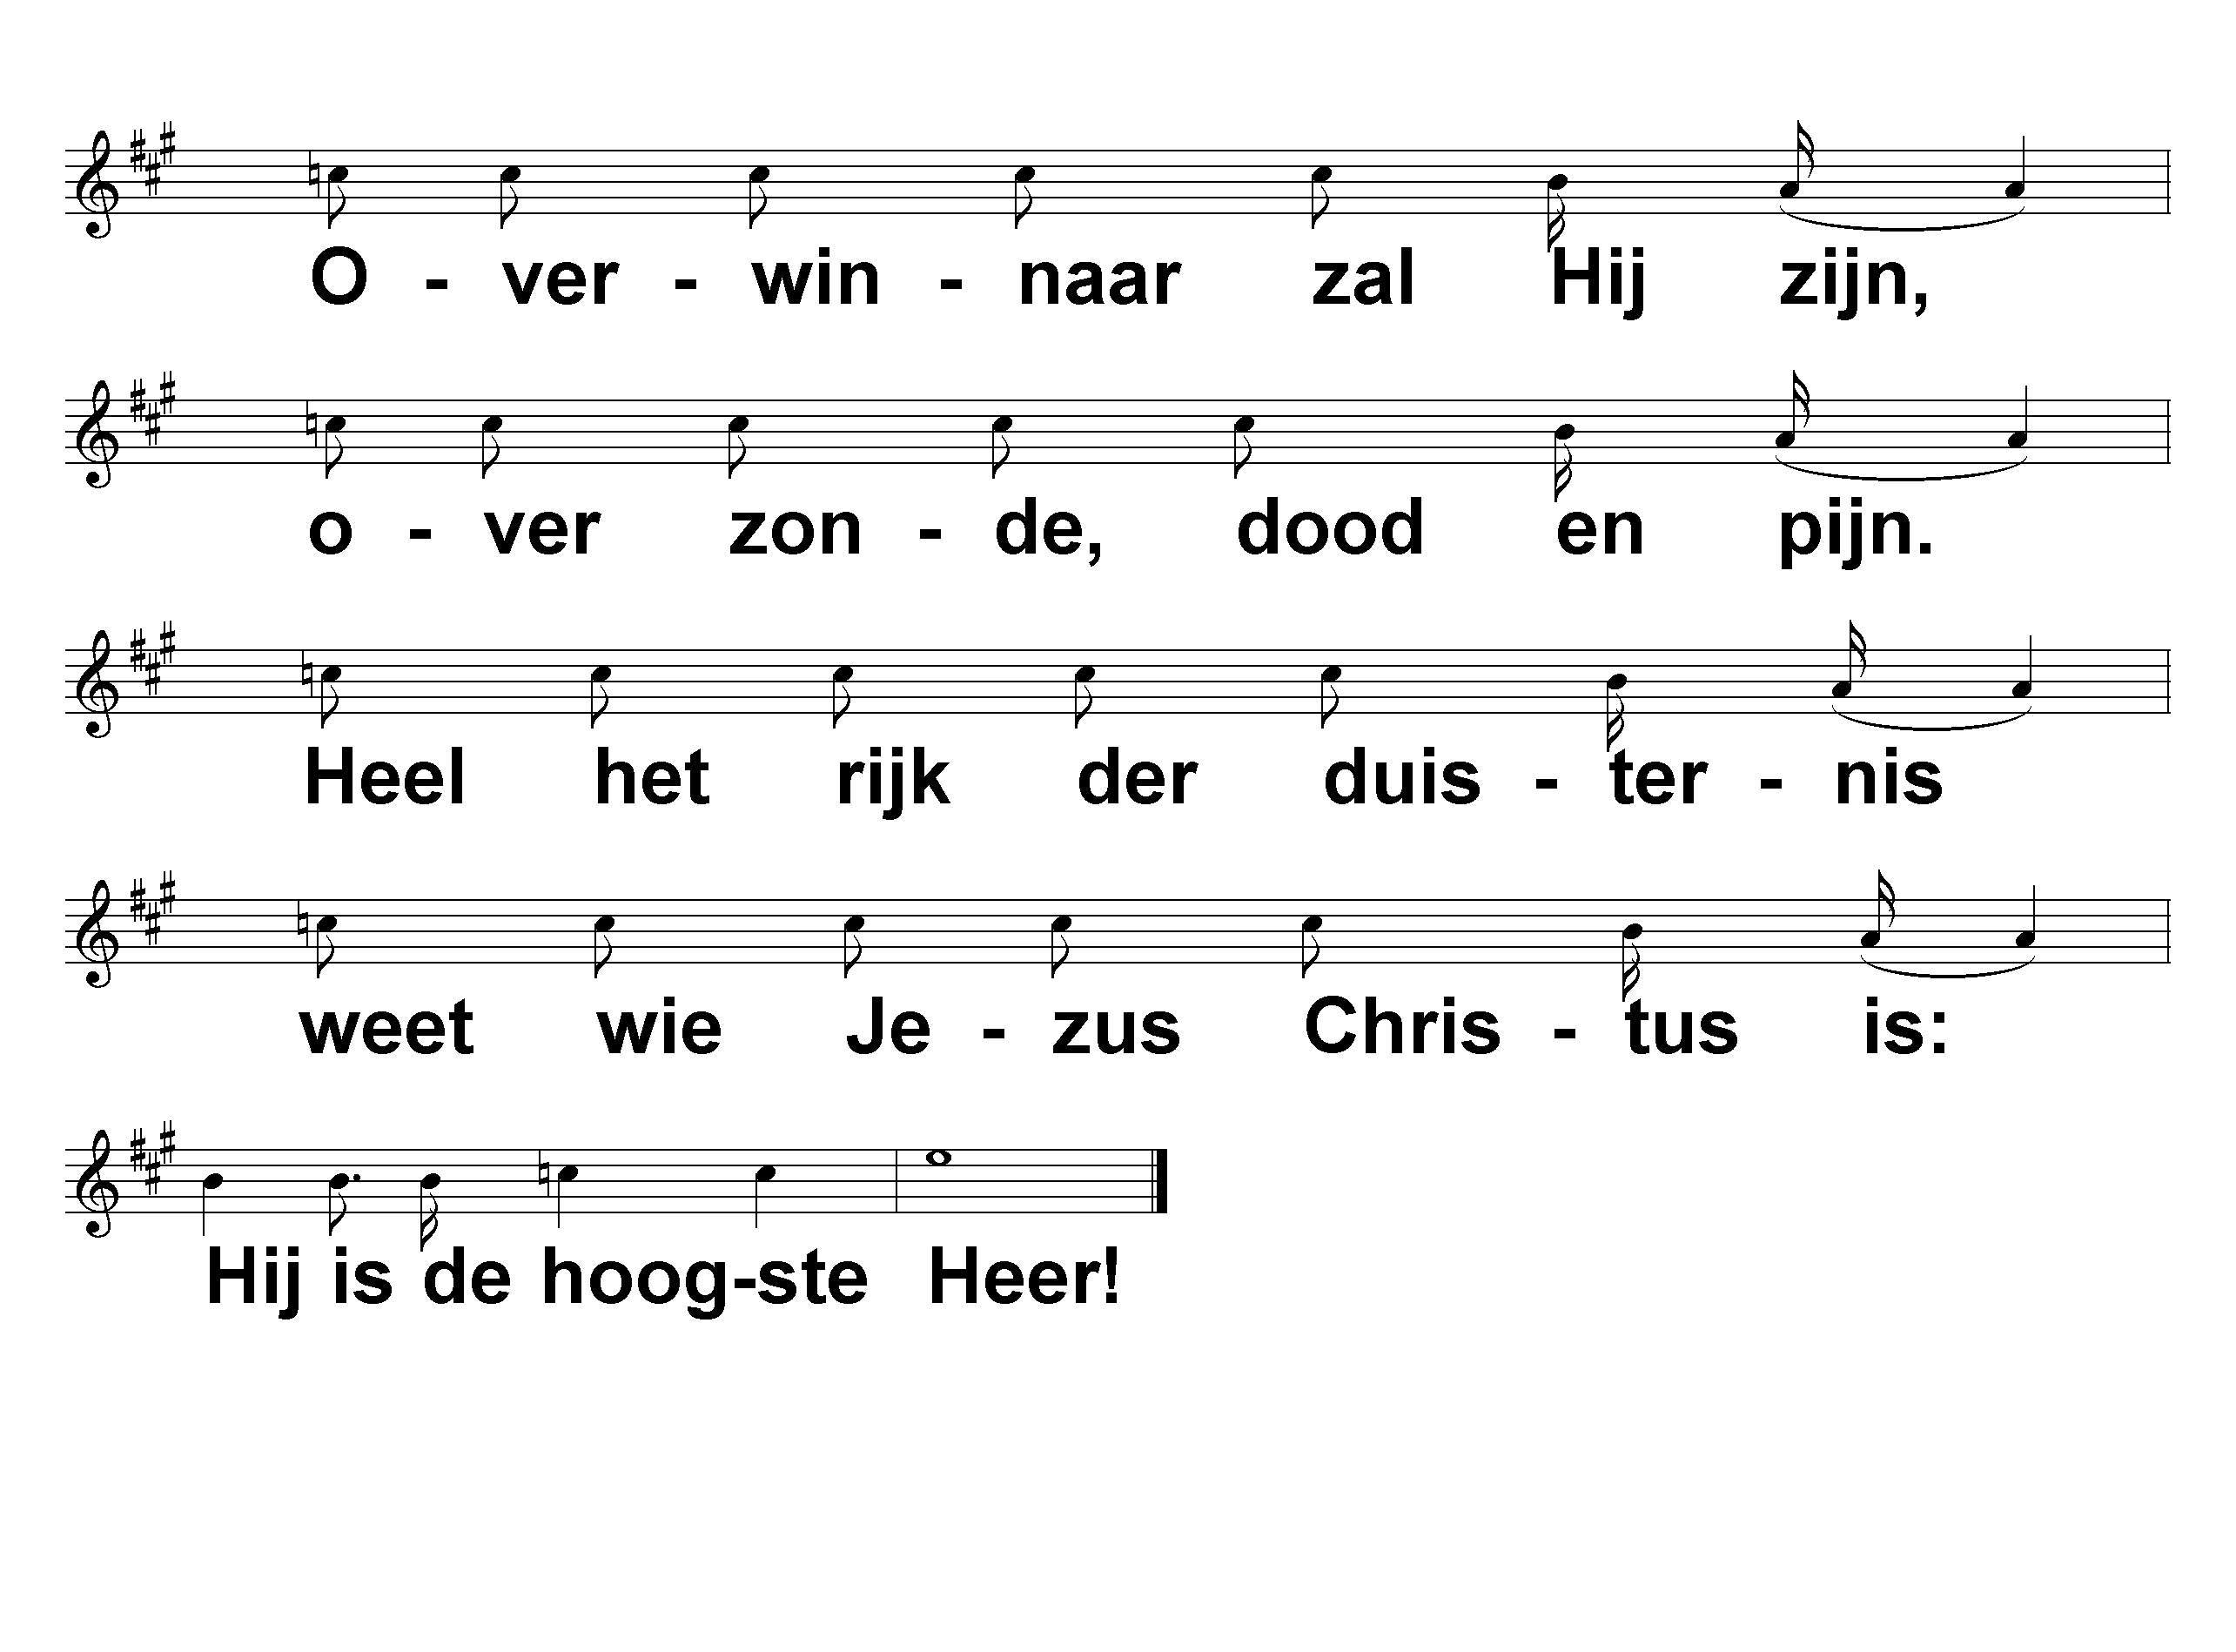 O - ver - win - naar zal Hij zijn,
o - ver zon - de, dood en pijn.
Heel het rijk der duis - ter - nis
weet wie Je - zus Chris - tus is:
Hij is de hoog-ste Heer!